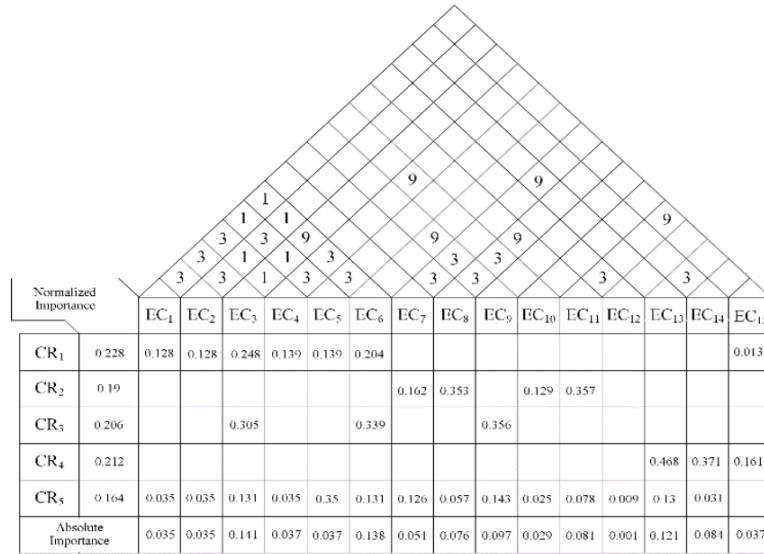 9 9
1
1 1 9
3 3 9 9 9
3 1 1 3 3 3
3 3 1 3 3 3 3 3 3
Normalized
Importance
EC₁ EC₂ EC₃ EC₄ EC₅ EC₆ EC₇ EC₈ EC₉ EC₁₀ EC₁₁ EC₁₂ EC₁₃ EC₁₄ EC₁₅
CR₁ 0.228 0.128 0.128 0.248 0.139 0.139 0.204 0.013
CR₂ 0.19 0.162 0.353 0.129 0.357
CR₃ 0.206 0.305 0.339 0.356
CR₄ 0.212 0.468 0.371 0.161
CR₅ 0.164 0.035 0.035 0.131 0.035 0.35 0.131 0.126 0.057 0.143 0.025 0.078 0.009 0.13 0.031
Absolute
Importance
0.035 0.035 0.141 0.037 0.037 0.138 0.051 0.076 0.097 0.029 0.081 0.001 0.121 0.084 0.037